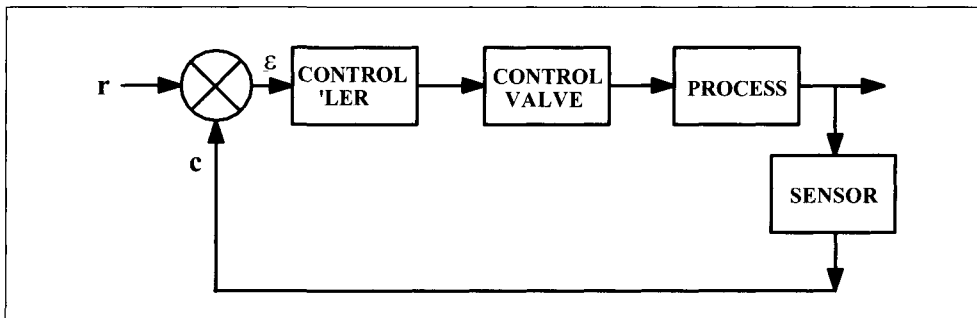 r
ε
CONTROL
'LER
CONTROL
VALVE
PROCESS
c
SENSOR